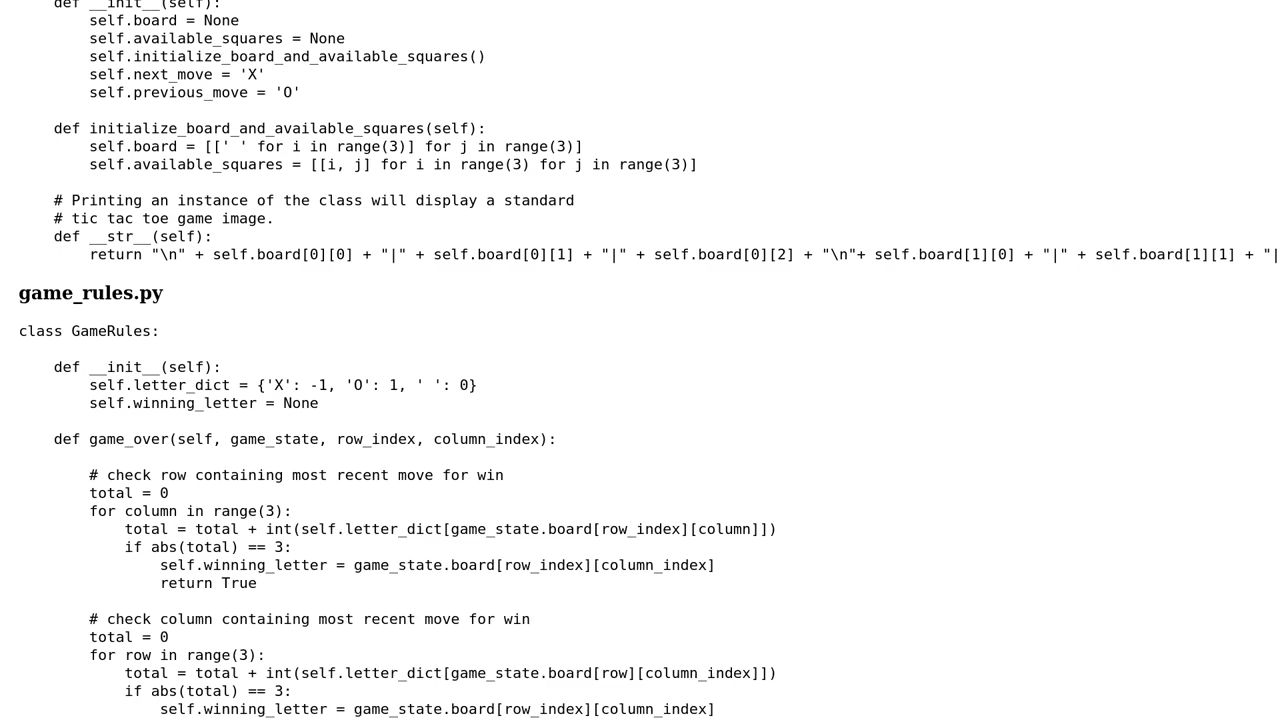 def __init__(self):
        self.board = None
        self.available_squares = None
        self.initialize_board_and_available_squares()
        self.next_move = 'X'
        self.previous_move = 'O'

    def initialize_board_and_available_squares(self):
        self.board = [[' ' for i in range(3)] for j in range(3)]
        self.available_squares = [[i, j] for i in range(3) for j in range(3)]

    # Printing an instance of the class will display a standard
    # tic tac toe game image.
    def __str__(self):
        return "\n" + self.board[0][0] + "|" + self.board[0][1] + "|" + self.board[0][2] + "\n"+ self.board[1][0] + "|" + self.board[1][1] + "|

game_rules.py

class GameRules:

    def __init__(self):
        self.letter_dict = {'X': -1, 'O': 1, ' ': 0}
        self.winning_letter = None

    def game_over(self, game_state, row_index, column_index):

        # check row containing most recent move for win
        total = 0
        for column in range(3):
            total = total + int(self.letter_dict[game_state.board[row_index][column]])
            if abs(total) == 3:
                self.winning_letter = game_state.board[row_index][column_index]
                return True

        # check column containing most recent move for win
        total = 0
        for row in range(3):
            total = total + int(self.letter_dict[game_state.board[row][column_index]])
            if abs(total) == 3:
                self.winning_letter = game_state.board[row_index][column_index]